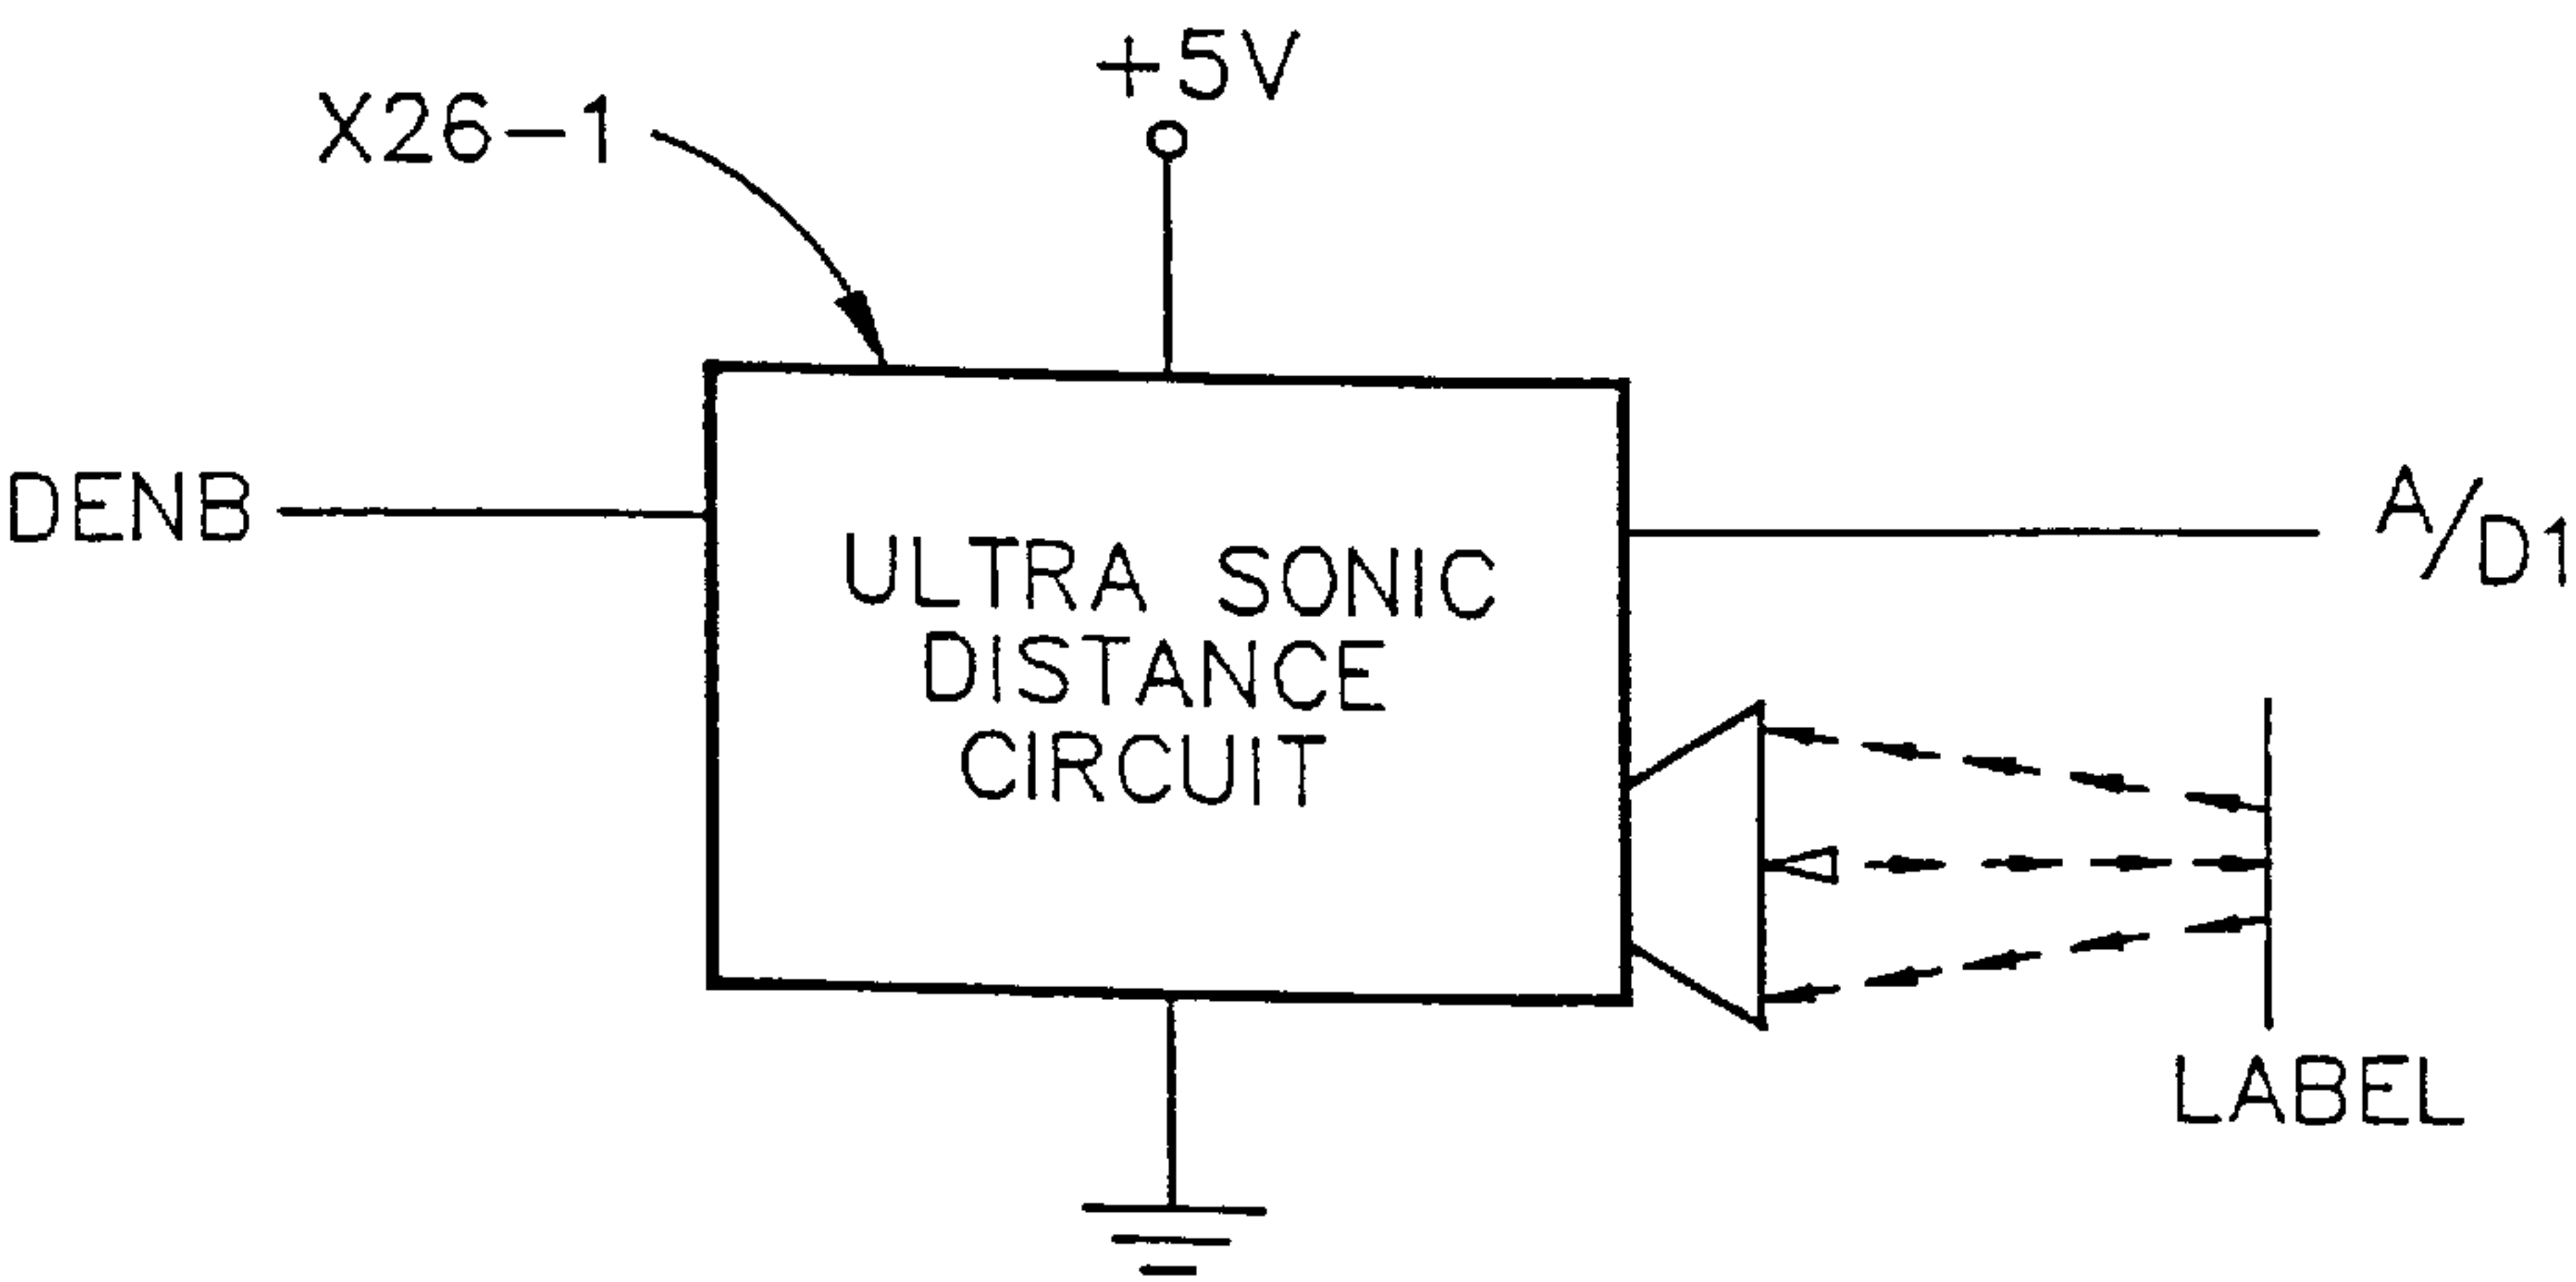 +5V
X26-1
DENB
A/D1
ULTRA SONIC
DISTANCE
CIRCUIT
LABEL